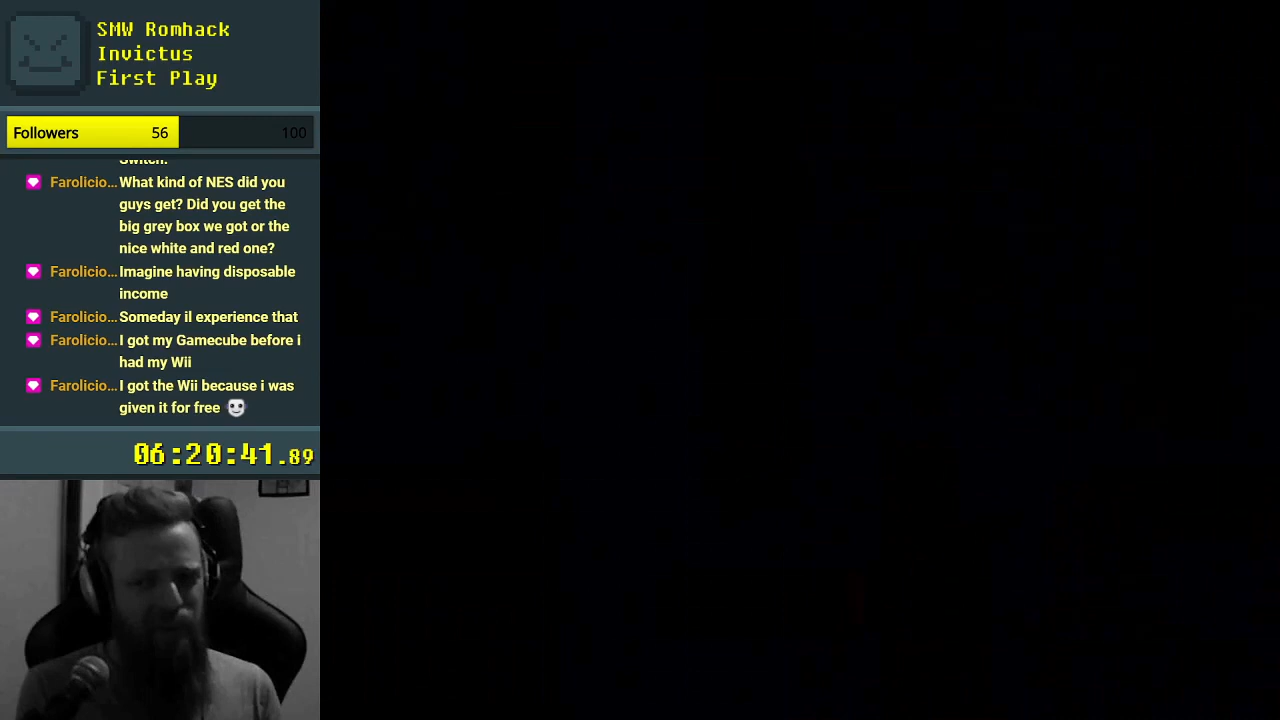 SMW Romhack
Invictus
First Play
Followers 56 100
Switch.
Farolicio... What kind of NES did you
guys get? Did you get the
big grey box we got or the
nice white and red one?
Farolicio... Imagine having disposable
income
Farolicio... Someday il experience that
Farolicio... I got my Gamecube before i
had my Wii
Farolicio... I got the Wii because i was
given it for free
06:20:41.89